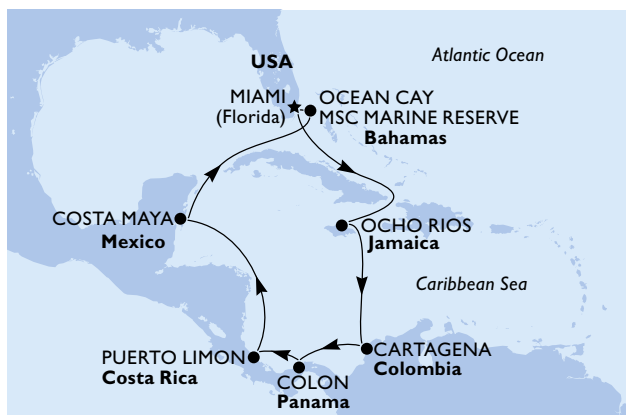 Atlantic Ocean
USA
MIAMI
(Florida)
OCEAN CAY
MSC MARINE RESERVE
Bahamas
COSTA MAYA
Mexico
OCHO RIOS
Jamaica
Caribbean Sea
PUERTO LIMON
Costa Rica
COLON
Panama
CARTAGENA
Colombia